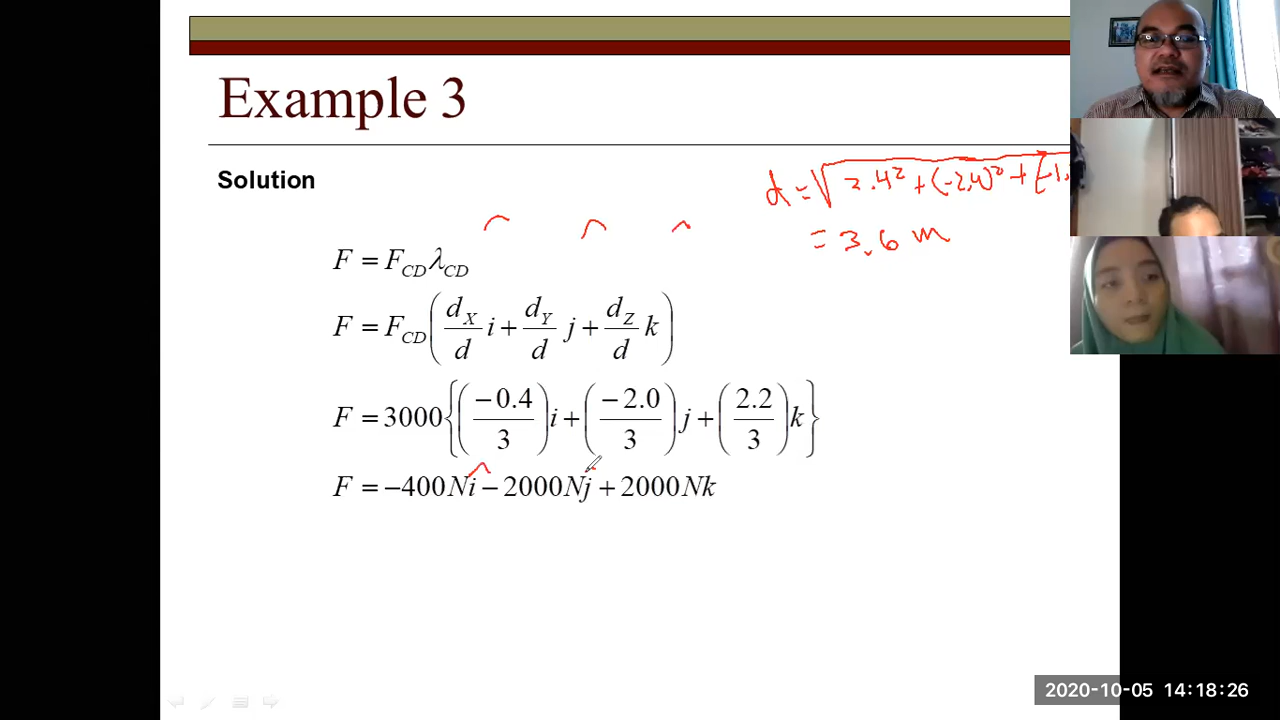 Example 3
Solution
d = √2.4² + (-2.4)² + (-1.
= 3.6 m
F = F_CD λ_CD
F = F_CD (d_X/d i + d_Y/d j + d_Z/d k)
F = 3000{(-0.4/3)i + (-2.0/3)j + (2.2/3)k}
F = −400Ni − 2000Nj + 2000Nk
2020-10-05 14:18:26